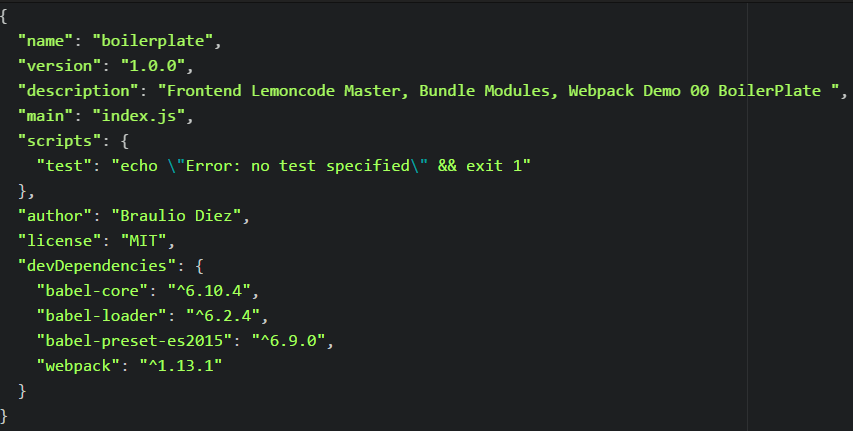 {
  "name": "boilerplate",
  "version": "1.0.0",
  "description": "Frontend Lemoncode Master, Bundle Modules, Webpack Demo 00 BoilerPlate ",
  "main": "index.js",
  "scripts": {
    "test": "echo \"Error: no test specified\" && exit 1"
  },
  "author": "Braulio Diez",
  "license": "MIT",
  "devDependencies": {
    "babel-core": "^6.10.4",
    "babel-loader": "^6.2.4",
    "babel-preset-es2015": "^6.9.0",
    "webpack": "^1.13.1"
  }
}